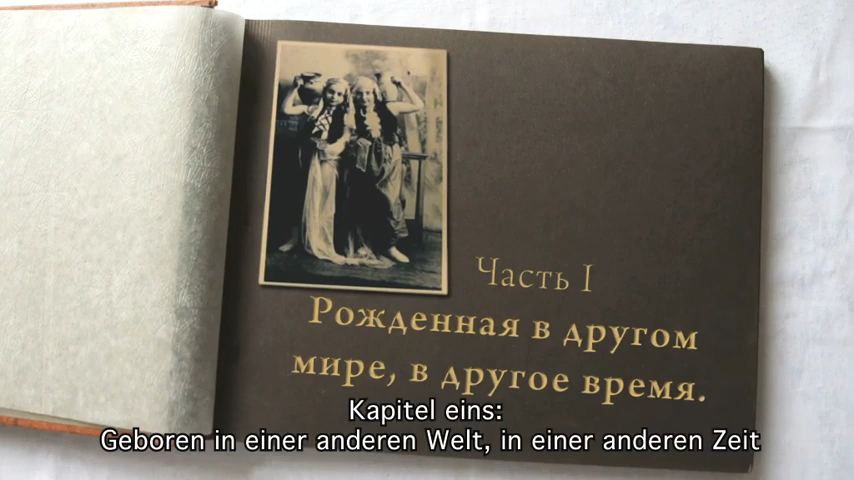 Часть I
Рожденная в другом
мире, в другое время.
Kapitel eins:
Geboren in einer anderen Welt, in einer anderen Zeit